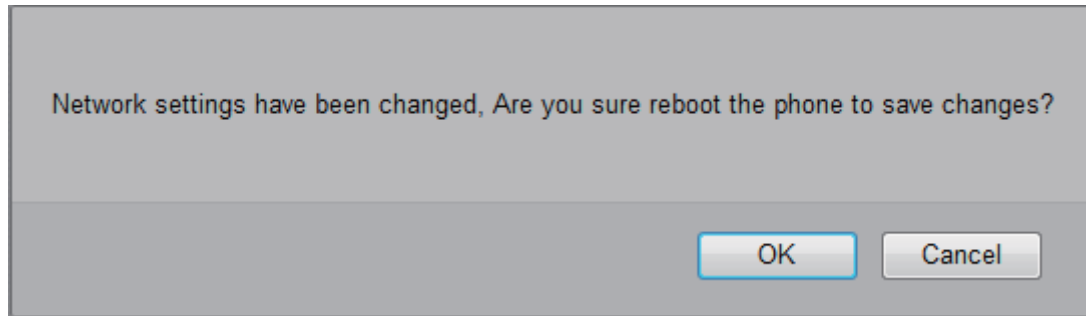 Network settings have been changed, Are you sure reboot the phone to save changes?
OK
Cancel